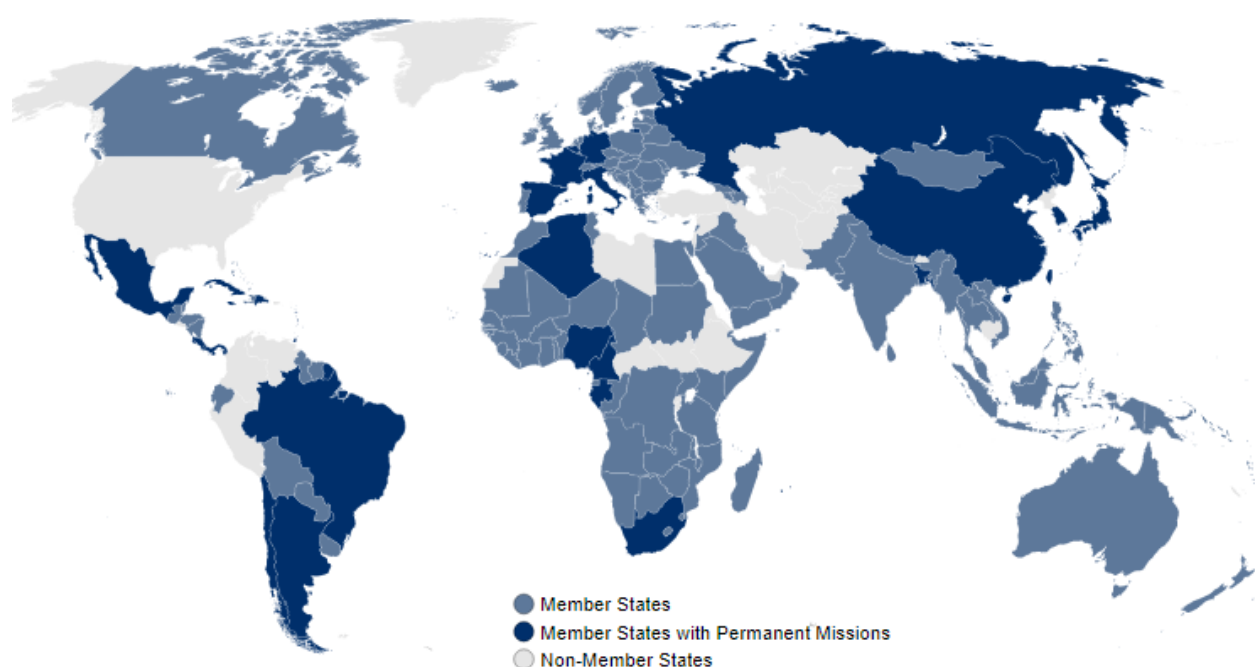 Member States
Member States with Permanent Missions
Non-Member States